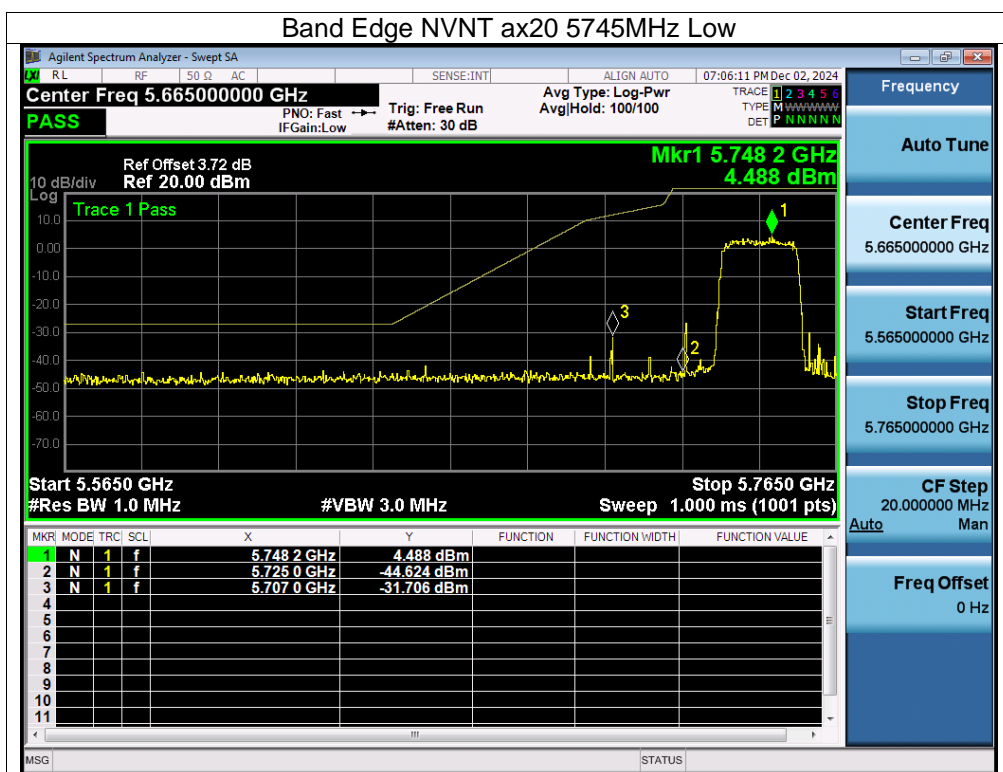 Band Edge NVNT ax20 5745MHz Low
Agilent Spectrum Analyzer - Swept SA
LXI RL RF 50 Ω AC SENSE:INT ALIGN AUTO 07:06:11 PM Dec 02, 2024
Center Freq 5.665000000 GHz
PASS
PNO: Fast
IFGain:Low
Trig: Free Run
#Atten: 30 dB
Avg Type: Log-Pwr
Avg|Hold: 100/100
TRACE 1 2 3 4 5 6
TYPE M WWWWW
DET P N N N N N
Ref Offset 3.72 dB
Ref 20.00 dBm
10 dB/div
Log
Mkr1 5.748 2 GHz
4.488 dBm
Trace 1 Pass
10.0
0.00
-10.0
-20.0
-30.0
-40.0
-50.0
-60.0
-70.0
1
3
2
Start 5.5650 GHz Stop 5.7650 GHz
#Res BW 1.0 MHz #VBW 3.0 MHz Sweep 1.000 ms (1001 pts)
MKR MODE TRC SCL X Y FUNCTION FUNCTION WIDTH FUNCTION VALUE
1 N 1 f 5.748 2 GHz 4.488 dBm
2 N 1 f 5.725 0 GHz -44.624 dBm
3 N 1 f 5.707 0 GHz -31.706 dBm
4
5
6
7
8
9
10
11
MSG STATUS
Frequency
Auto Tune
Center Freq
5.665000000 GHz
Start Freq
5.565000000 GHz
Stop Freq
5.765000000 GHz
CF Step
20.000000 MHz
Auto Man
Freq Offset
0 Hz